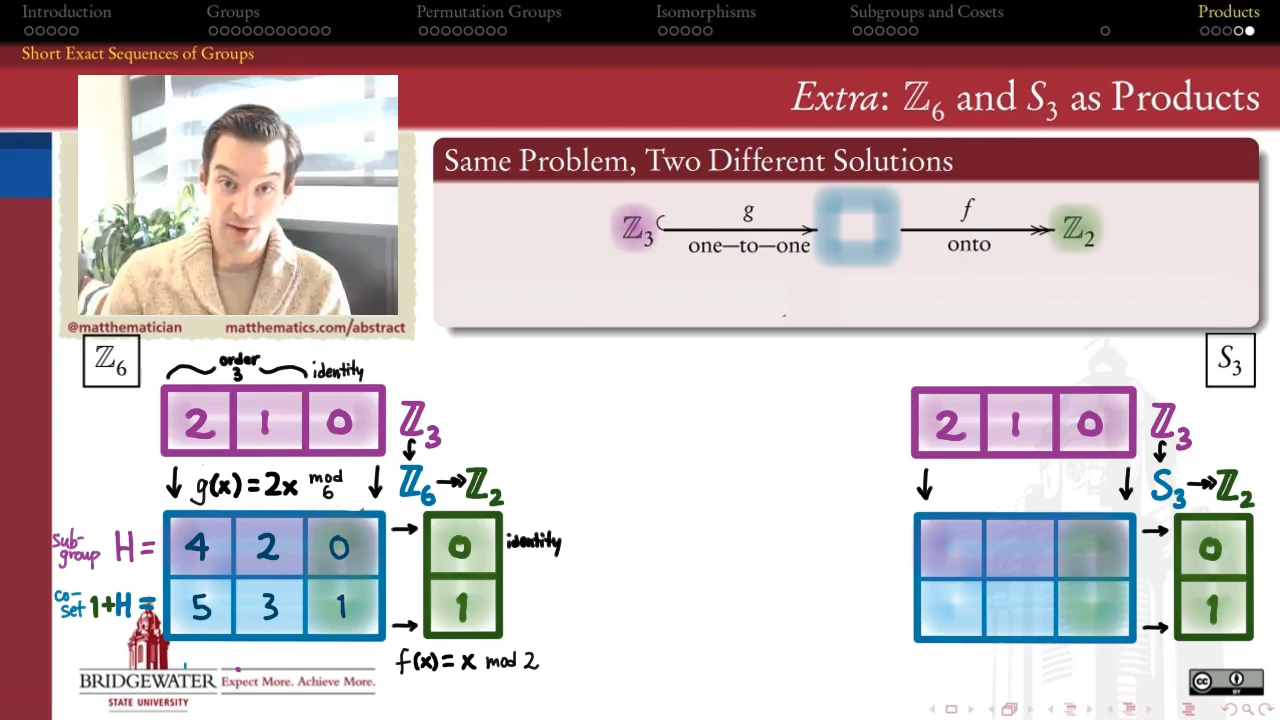 Introduction Groups Permutation Groups Isomorphisms Subgroups and Cosets Products
Short Exact Sequences of Groups
Extra: ℤ₆ and S₃ as Products
Same Problem, Two Different Solutions
ℤ₃ g one—to—one f onto ℤ₂
@matthematician matthematics.com/abstract
ℤ₆
order 3 identity
2 1 0 ℤ₃
↓ g(x)=2x mod 6 ↓ ℤ₆ ↠ ℤ₂
sub-group H = 4 2 0 → 0 identity
co-set 1+H = 5 3 1 → 1
f(x) = x mod 2
S₃
2 1 0 ℤ₃
↓ ↓ S₃ ↠ ℤ₂
→ 0
→ 1
BRIDGEWATER STATE UNIVERSITY
Expect More. Achieve More.
CC BY